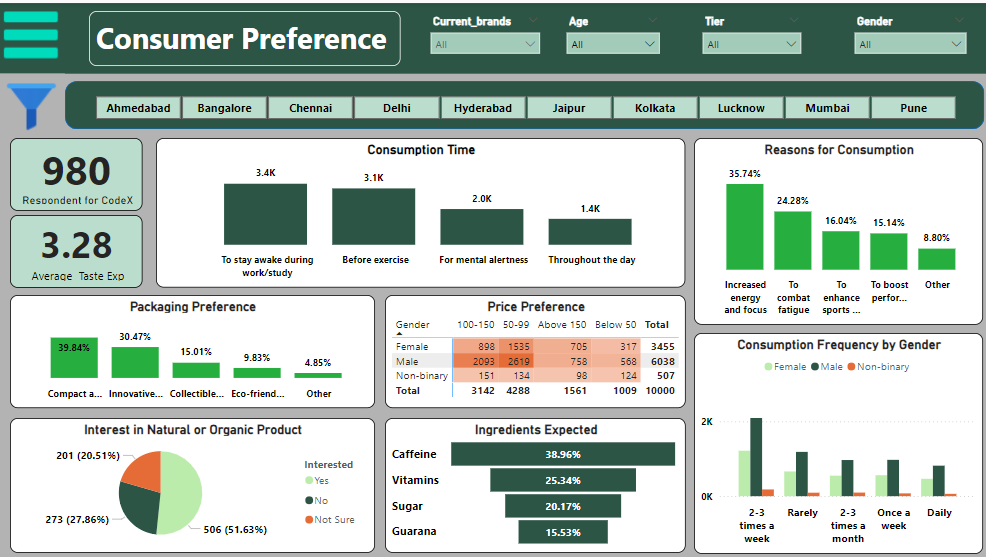 Consumer Preference
Current_brands
All
Age
All
Tier
All
Gender
All
Ahmedabad Bangalore Chennai Delhi Hyderabad Jaipur Kolkata Lucknow Mumbai Pune
980
Respondent for CodeX
3.28
Average Taste Exp
Consumption Time
3.4K
3.1K
2.0K
1.4K
To stay awake during
work/study
Before exercise
For mental alertness
Throughout the day
Reasons for Consumption
35.74%
24.28%
16.04%
15.14%
8.80%
Increased
energy
and focus
To
combat
fatigue
To
enhance
sports ...
To boost
perfor...
Other
Packaging Preference
39.84%
30.47%
15.01%
9.83%
4.85%
Compact a... Innovative... Collectible... Eco-friend... Other
Price Preference
Gender 100-150 50-99 Above 150 Below 50 Total
Female 898 1535 705 317 3455
Male 2093 2619 758 568 6038
Non-binary 151 134 98 124 507
Total 3142 4288 1561 1009 10000
Consumption Frequency by Gender
Female Male Non-binary
2K
0K
2-3
times a
week
Rarely
2-3
times a
month
Once a
week
Daily
Interest in Natural or Organic Product
201 (20.51%)
273 (27.86%)
506 (51.63%)
Interested
Yes
No
Not Sure
Ingredients Expected
Caffeine 38.96%
Vitamins 25.34%
Sugar 20.17%
Guarana 15.53%